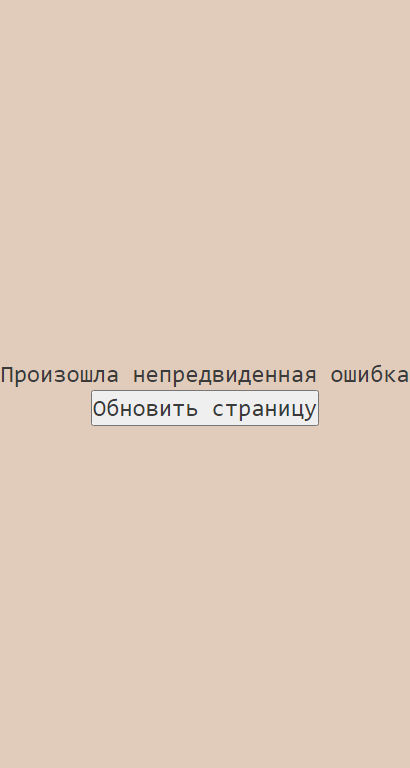 Произошла непредвиденная ошибка
Обновить страницу